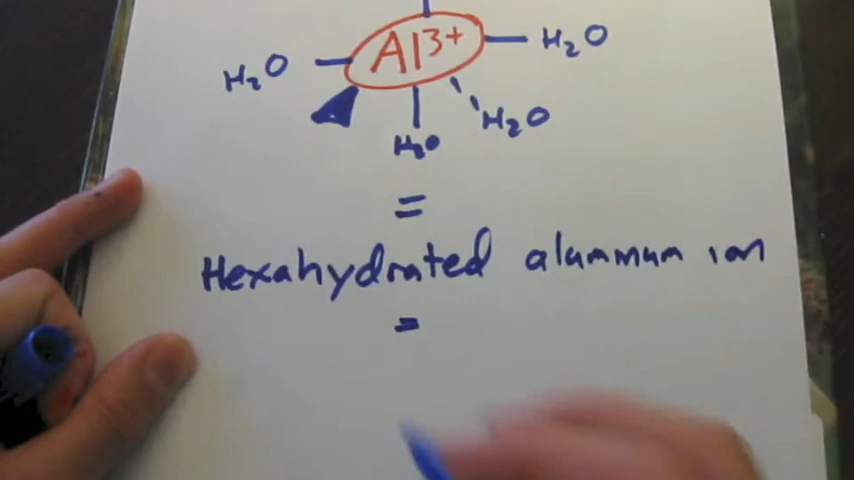 Al3+
H2O
H2O
H2O
H2O
=
Hexahydrated aluminum ion
=